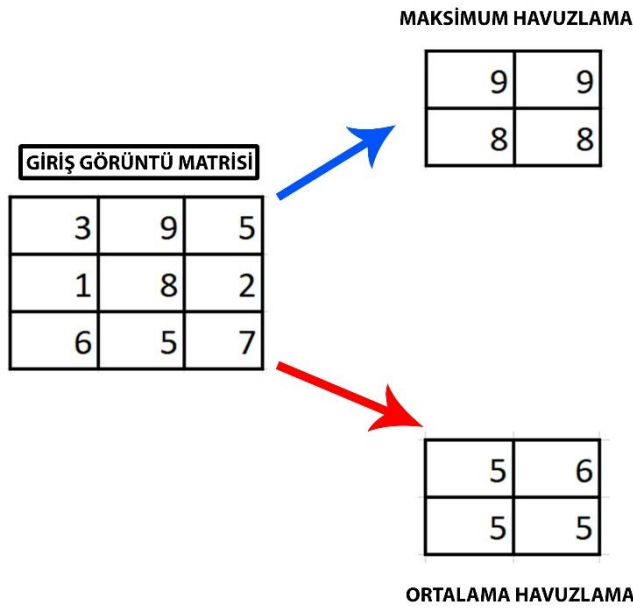 MAKSİMUM HAVUZLAMA
9 9
8 8
GİRİŞ GÖRÜNTÜ MATRİSİ
3 9 5
1 8 2
6 5 7
5 6
5 5
ORTALAMA HAVUZLAMA